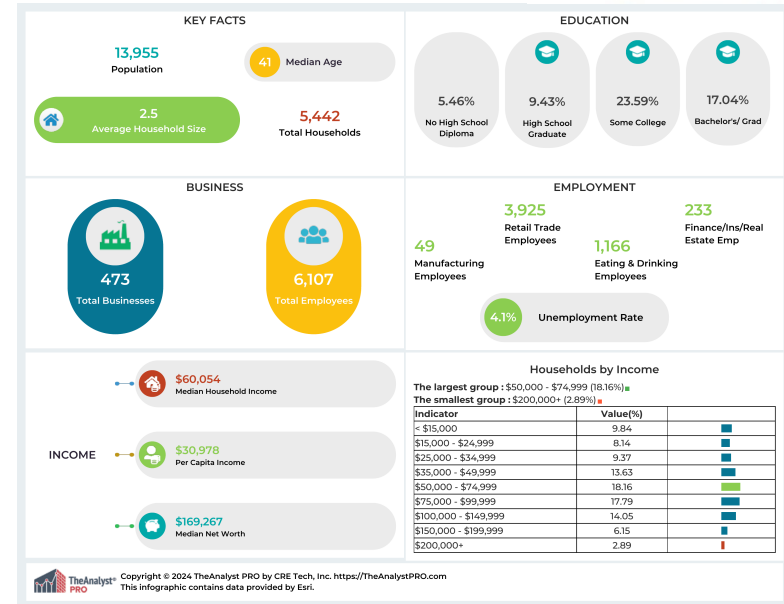 KEY FACTS
13,955
Population
41
Median Age
2.5
Average Household Size
5,442
Total Households
EDUCATION
5.46%
No High School
Diploma
9.43%
High School
Graduate
23.59%
Some College
17.04%
Bachelor's/ Grad
BUSINESS
473
Total Businesses
6,107
Total Employees
EMPLOYMENT
49
Manufacturing
Employees
3,925
Retail Trade
Employees
1,166
Eating & Drinking
Employees
233
Finance/Ins/Real
Estate Emp
4.1%
Unemployment Rate
INCOME
$60,054
Median Household Income
$30,978
Per Capita Income
$169,267
Median Net Worth
Households by Income
The largest group : $50,000 - $74,999 (18.16%)
The smallest group : $200,000+ (2.89%)
Indicator Value(%)
< $15,000 9.84
$15,000 - $24,999 8.14
$25,000 - $34,999 9.37
$35,000 - $49,999 13.63
$50,000 - $74,999 18.16
$75,000 - $99,999 17.79
$100,000 - $149,999 14.05
$150,000 - $199,999 6.15
$200,000+ 2.89
TheAnalyst®
PRO
Copyright © 2024 TheAnalyst PRO by CRE Tech, Inc. https://TheAnalystPRO.com
This infographic contains data provided by Esri.